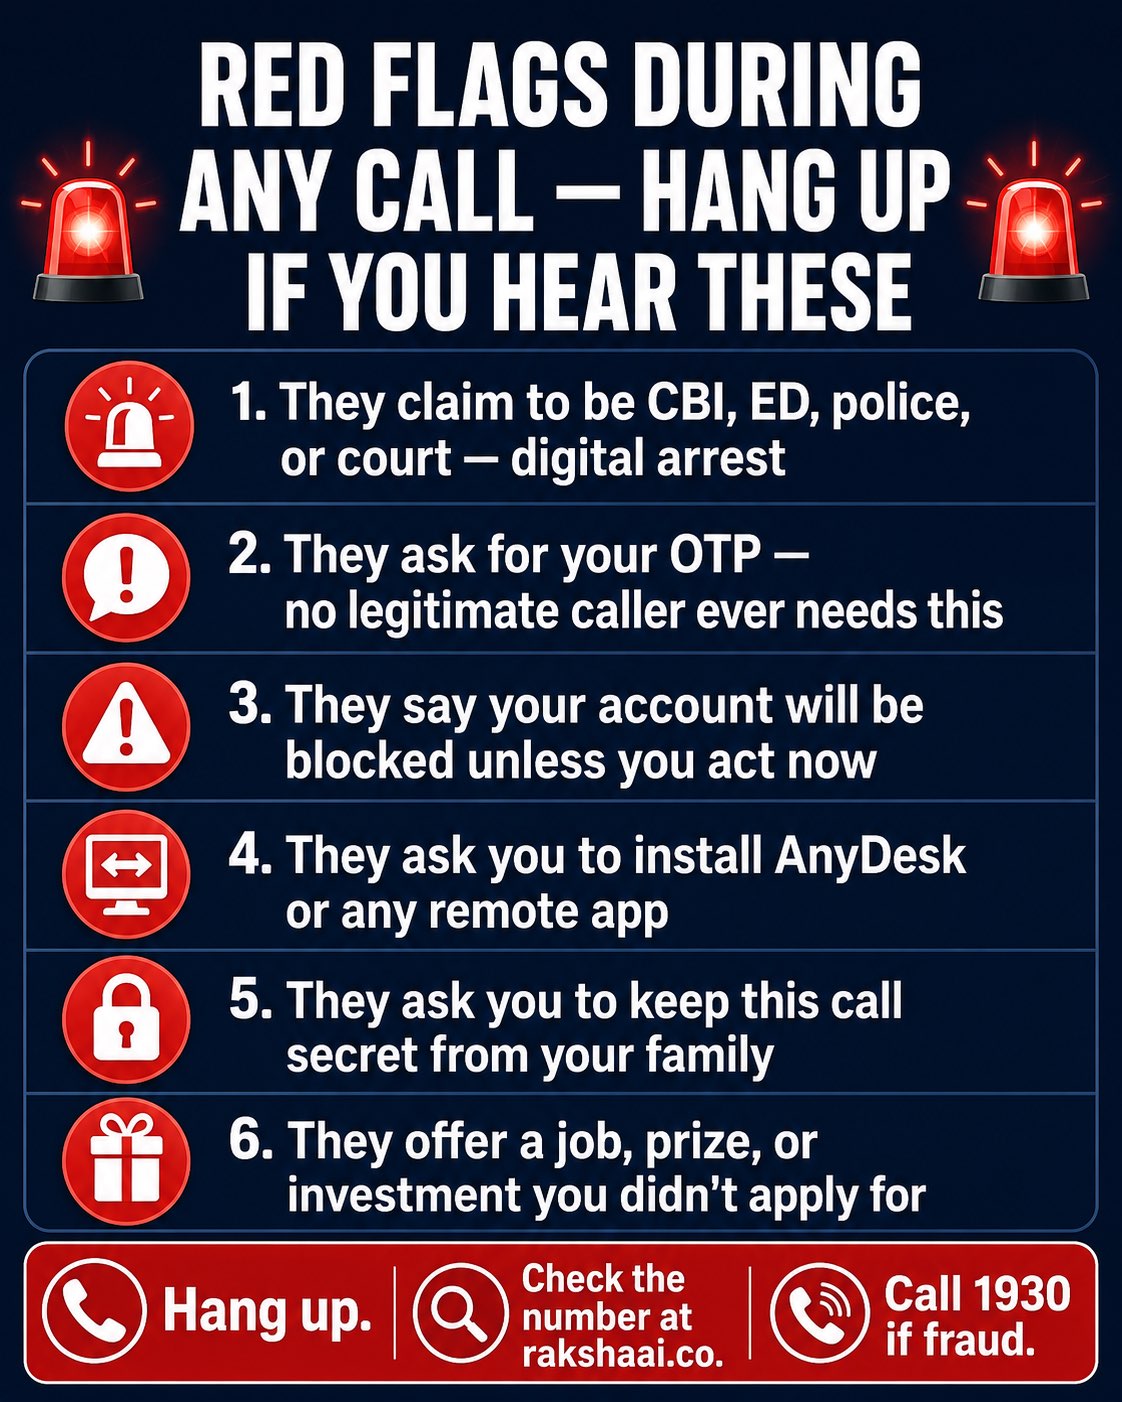 RED FLAGS DURING
ANY CALL — HANG UP
IF YOU HEAR THESE
1. They claim to be CBI, ED, police,
or court — digital arrest
2. They ask for your OTP —
no legitimate caller ever needs this
3. They say your account will be
blocked unless you act now
4. They ask you to install AnyDesk
or any remote app
5. They ask you to keep this call
secret from your family
6. They offer a job, prize, or
investment you didn't apply for
Hang up.
Check the
number at
rakshaai.co.
Call 1930
if fraud.